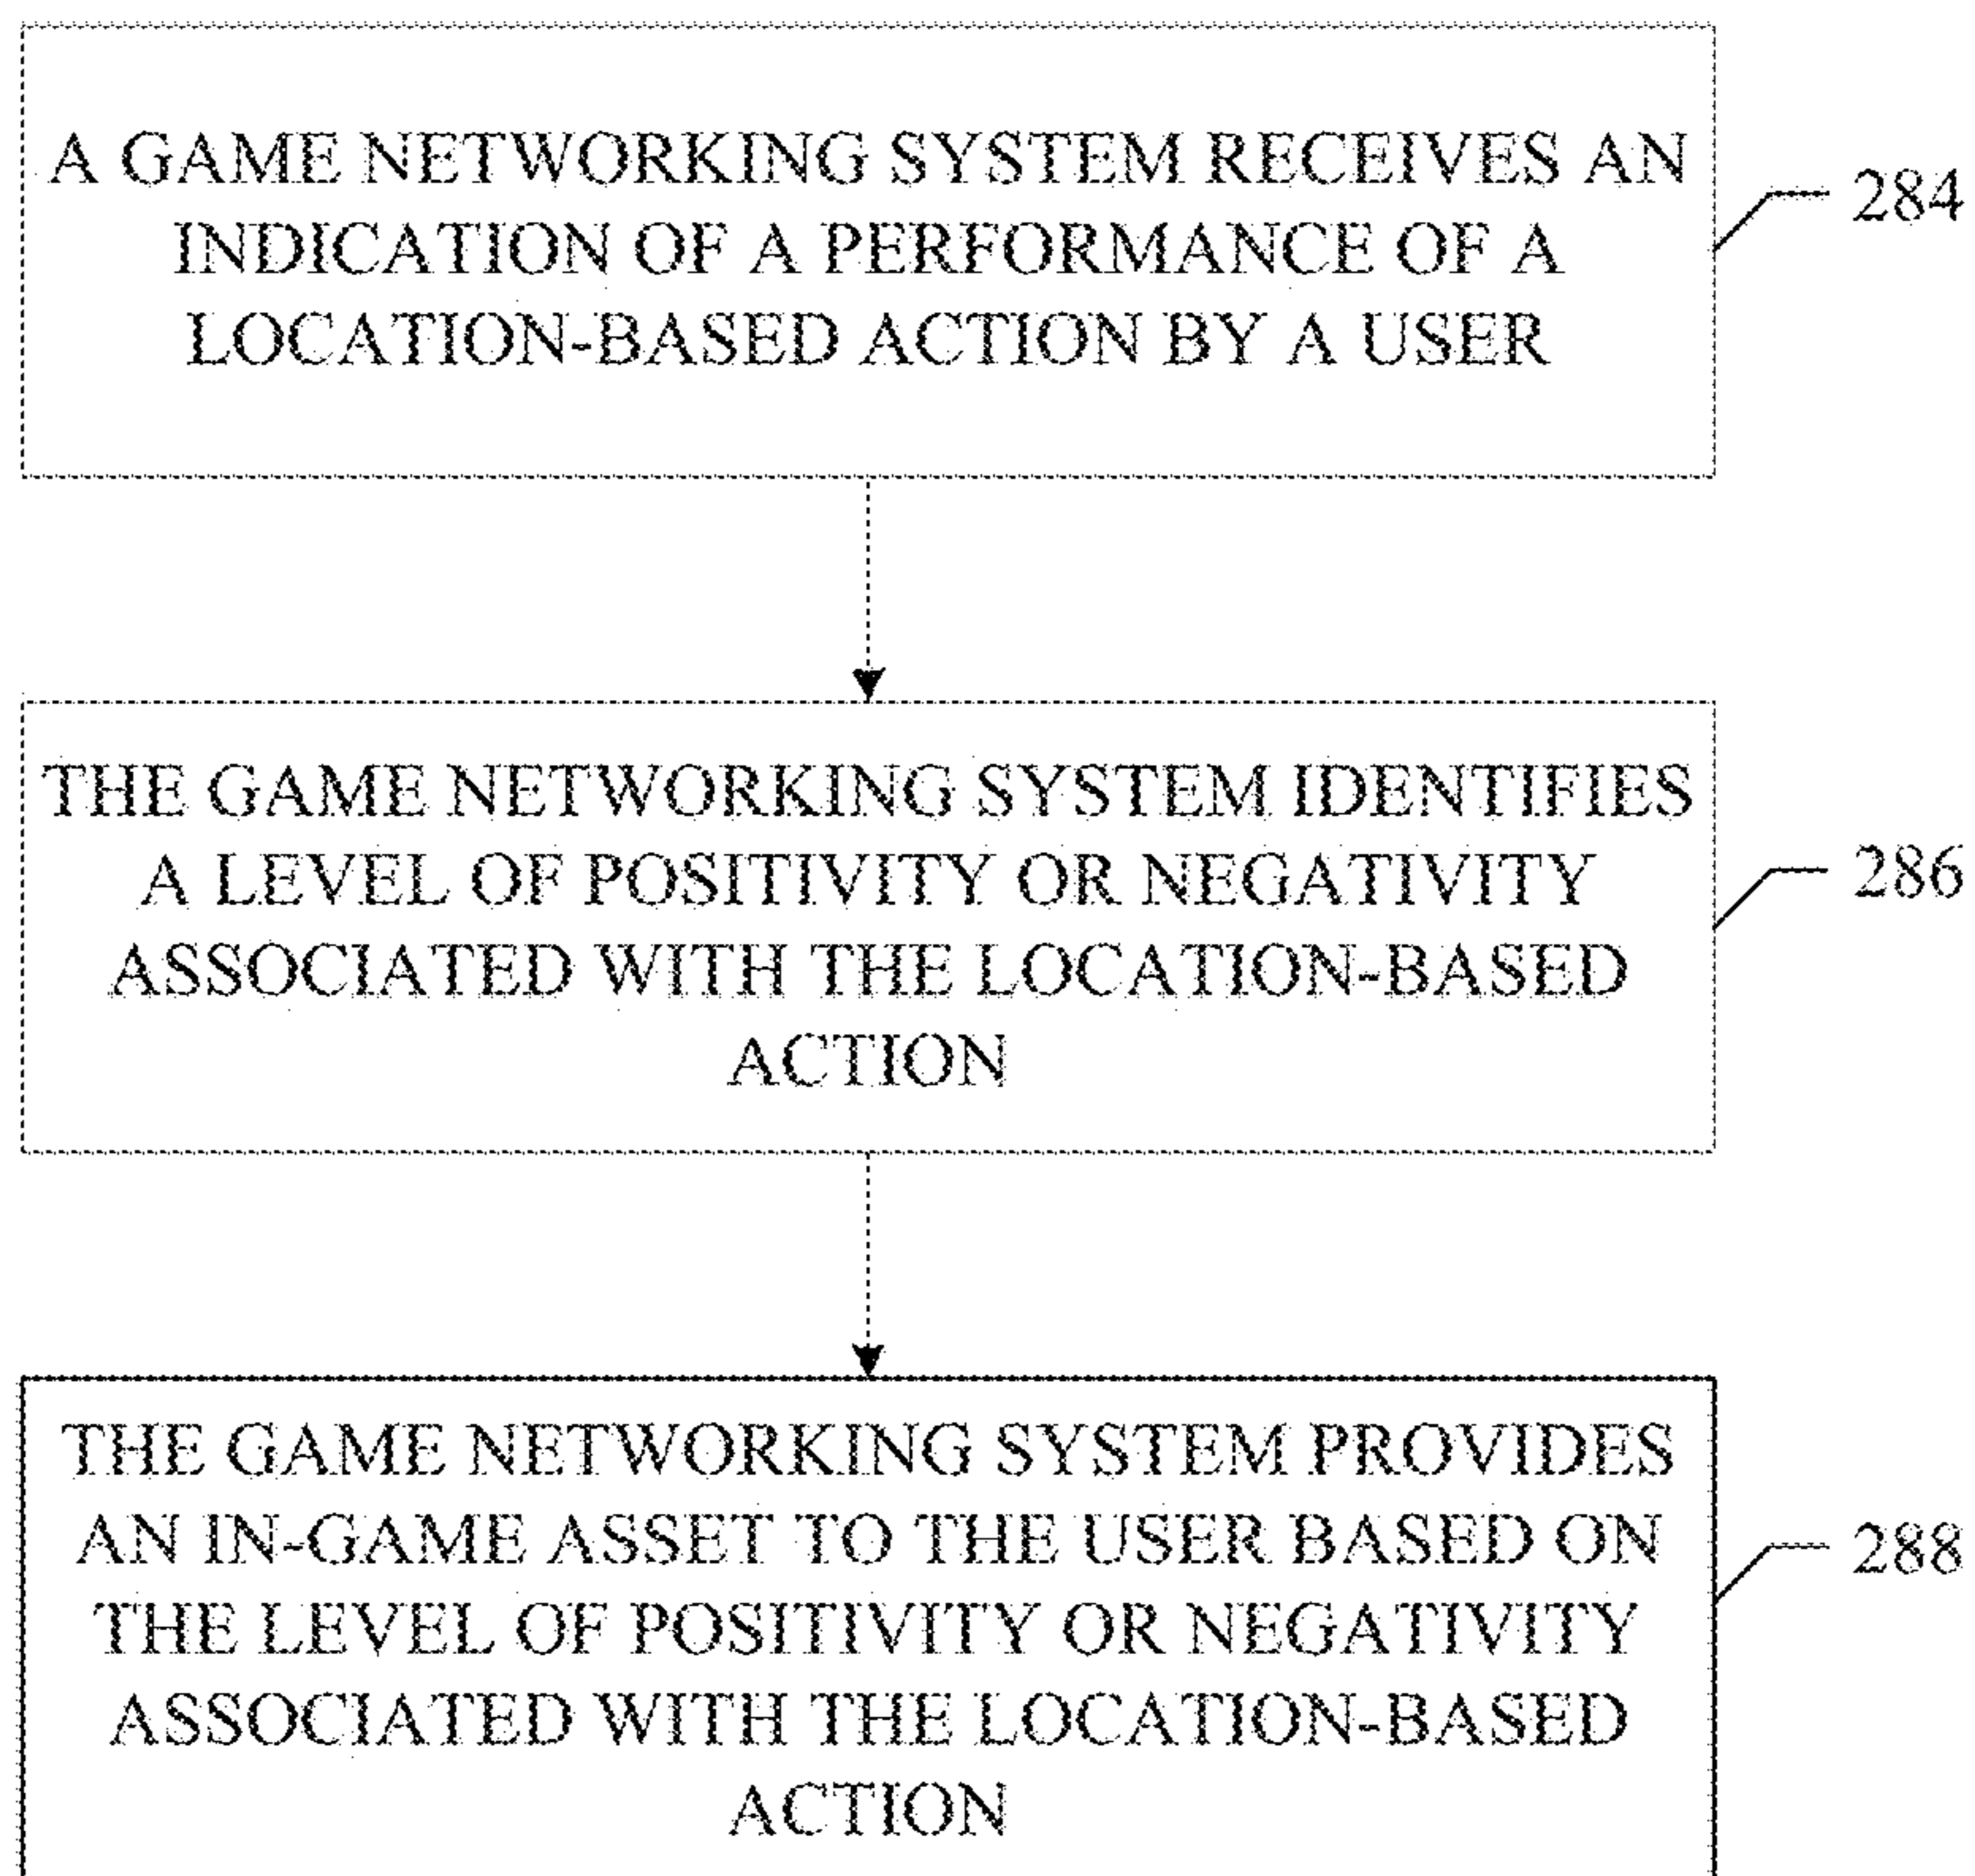 A GAME NETWORKING SYSTEM RECEIVES AN
INDICATION OF A PERFORMANCE OF A
LOCATION-BASED ACTION BY A USER
284
THE GAME NETWORKING SYSTEM IDENTIFIES
A LEVEL OF POSITIVITY OR NEGATIVITY
ASSOCIATED WITH THE LOCATION-BASED
ACTION
286
THE GAME NETWORKING SYSTEM PROVIDES
AN IN-GAME ASSET TO THE USER BASED ON
THE LEVEL OF POSITIVITY OR NEGATIVITY
ASSOCIATED WITH THE LOCATION-BASED
ACTION
288